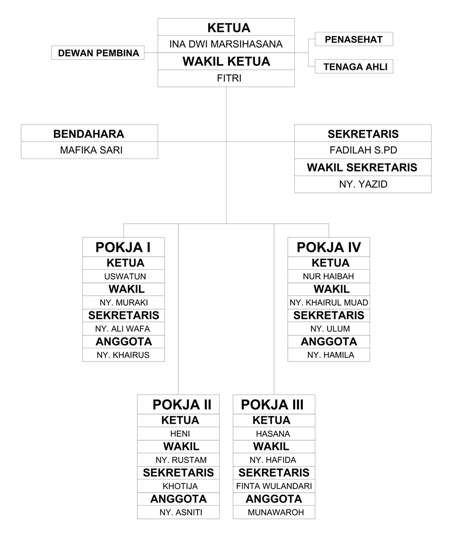 KETUA
INA DWI MARSIHASANA
WAKIL KETUA
FITRI
DEWAN PEMBINA
PENASEHAT
TENAGA AHLI
BENDAHARA
MAFIKA SARI
SEKRETARIS
FADILAH S.PD
WAKIL SEKRETARIS
NY. YAZID
POKJA I
KETUA
USWATUN
WAKIL
NY. MURAKI
SEKRETARIS
NY. ALI WAFA
ANGGOTA
NY. KHAIRUS
POKJA IV
KETUA
NUR HAIBAH
WAKIL
NY. KHAIRUL MUAD
SEKRETARIS
NY. ULUM
ANGGOTA
NY. HAMILA
POKJA II
KETUA
HENI
WAKIL
NY. RUSTAM
SEKRETARIS
KHOTIJA
ANGGOTA
NY. ASNITI
POKJA III
KETUA
HASANA
WAKIL
NY. HAFIDA
SEKRETARIS
FINTA WULANDARI
ANGGOTA
MUNAWAROH